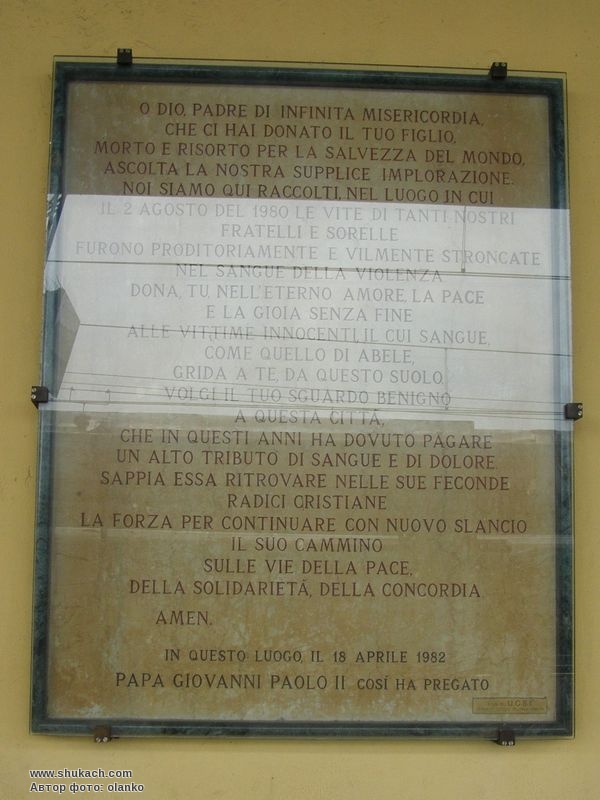 O DIO, PADRE DI INFINITA MISERICORDIA,
CHE CI HAI DONATO IL TUO FIGLIO,
MORTO E RISORTO PER LA SALVEZZA DEL MONDO,
ASCOLTA LA NOSTRA SUPPLICE IMPLORAZIONE.
NOI SIAMO QUI RACCOLTI, NEL LUOGO IN CUI
IL 2 AGOSTO DEL 1980 LE VITE DI TANTI NOSTRI
FRATELLI E SORELLE
FURONO PRODITORIAMENTE E VILMENTE STRONCATE
NEL SANGUE DELLA VIOLENZA
DONA, TU, NELL'ETERNO AMORE, LA PACE
E LA GIOIA SENZA FINE
ALLE VITTIME INNOCENTI, IL CUI SANGUE,
COME QUELLO DI ABELE,
GRIDA A TE, DA QUESTO SUOLO.
VOLGI IL TUO SGUARDO BENIGNO
A QUESTA CITTÁ,
CHE IN QUESTI ANNI HA DOVUTO PAGARE
UN ALTO TRIBUTO DI SANGUE E DI DOLORE.
SAPPIA ESSA RITROVARE NELLE SUE FECONDE
RADICI CRISTIANE
LA FORZA PER CONTINUARE CON NUOVO SLANCIO
IL SUO CAMMINO
SULLE VIE DELLA PACE,
DELLA SOLIDARIETÁ, DELLA CONCORDIA.
AMEN.
IN QUESTO LUOGO, IL 18 APRILE 1982
PAPA GIOVANNI PAOLO II COSÍ HA PREGATO
www.shukach.com
Автор фото: olanko